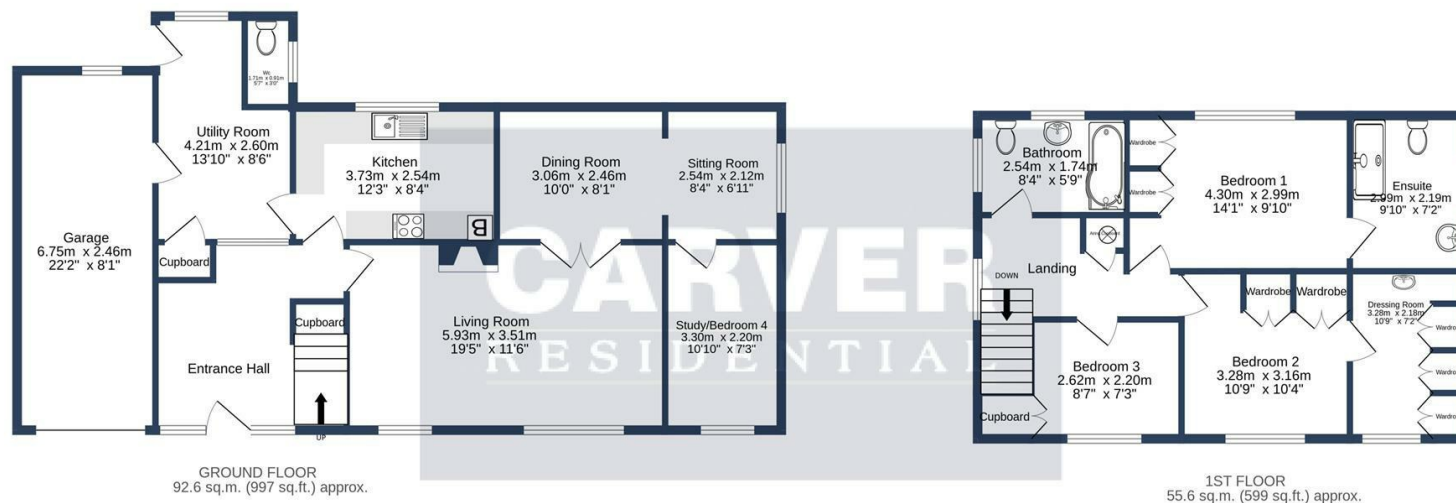 Wc
1.71m x 0.91m
5'7" x 3'0"
Utility Room
4.21m x 2.60m
13'10" x 8'6"
Kitchen
3.73m x 2.54m
12'3" x 8'4"
B
Dining Room
3.06m x 2.46m
10'0" x 8'1"
Sitting Room
2.54m x 2.12m
8'4" x 6'11"
Garage
6.75m x 2.46m
22'2" x 8'1"
Cupboard
Cupboard
Entrance Hall
UP
Living Room
5.93m x 3.51m
19'5" x 11'6"
Study/Bedroom 4
3.30m x 2.20m
10'10" x 7'3"
CARVER
RESIDENTIAL
GROUND FLOOR
92.6 sq.m. (997 sq.ft.) approx.
Bathroom
2.54m x 1.74m
8'4" x 5'9"
Wardrobe
Wardrobe
Bedroom 1
4.30m x 2.99m
14'1" x 9'10"
Ensuite
2.99m x 2.19m
9'10" x 7'2"
Landing
DOWN
Wardrobe
Wardrobe
Dressing Room
3.28m x 2.18m
10'9" x 7'2"
Bedroom 3
2.62m x 2.20m
8'7" x 7'3"
Bedroom 2
3.28m x 3.16m
10'9" x 10'4"
Cupboard
1ST FLOOR
55.6 sq.m. (599 sq.ft.) approx.